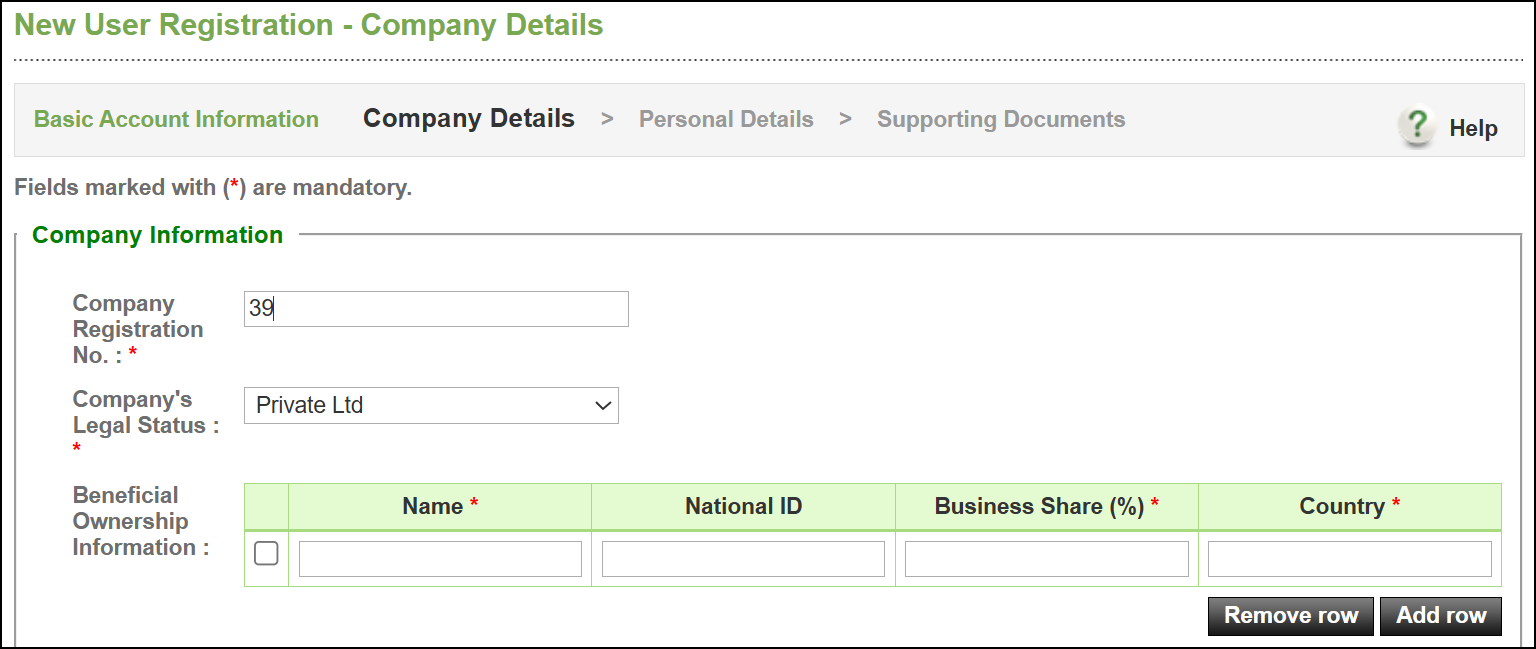 New User Registration - Company Details
Basic Account Information Company Details > Personal Details > Supporting Documents
? Help
Fields marked with (*) are mandatory.
Company Information
Company
Registration
No. : *
39
Company's
Legal Status :
*
Private Ltd
Beneficial
Ownership
Information :
Name * National ID Business Share (%) * Country *
Remove row Add row